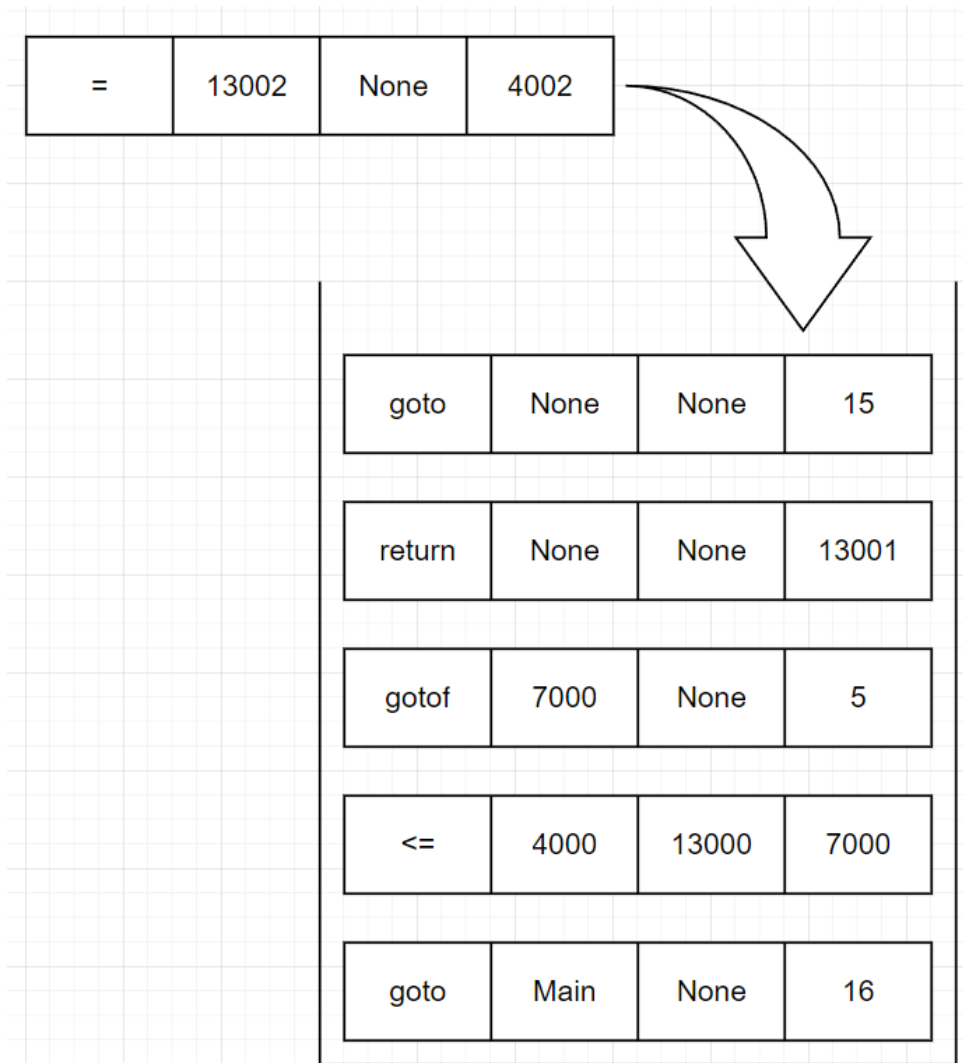 = 13002 None 4002
goto None None 15
return None None 13001
gotof 7000 None 5
<= 4000 13000 7000
goto Main None 16